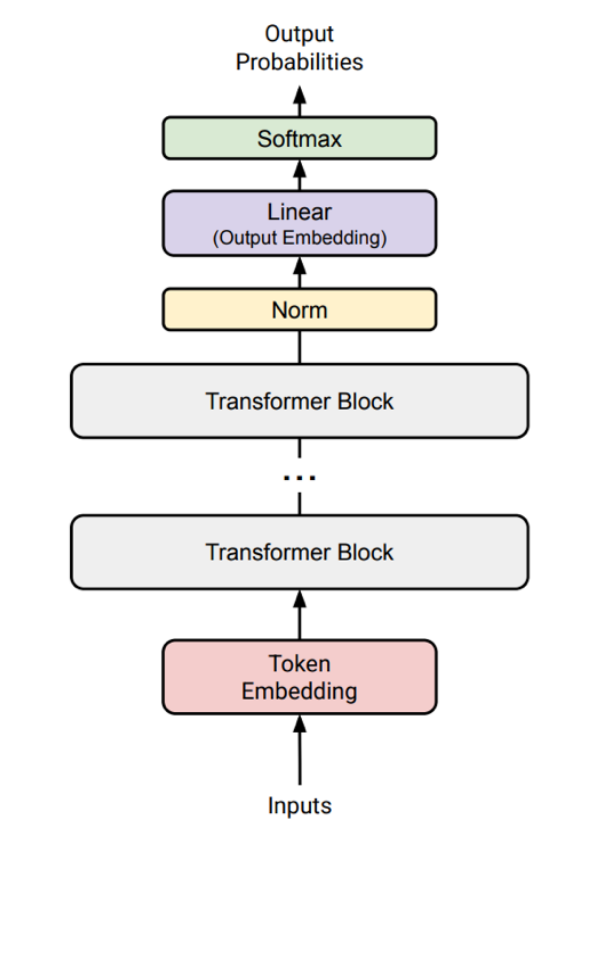 Output
Probabilities
Softmax
Linear
(Output Embedding)
Norm
Transformer Block
...
Transformer Block
Token
Embedding
Inputs